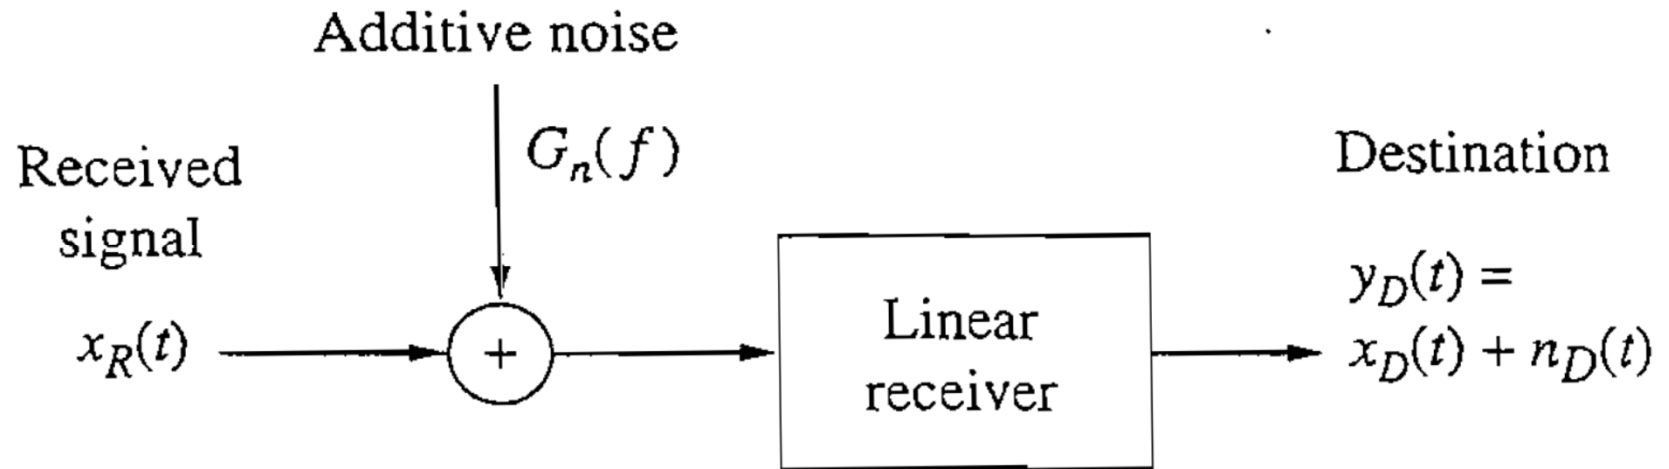 Additive noise
G_n(f)
Received
signal
x_R(t)
+
Linear
receiver
Destination
y_D(t) =
x_D(t) + n_D(t)